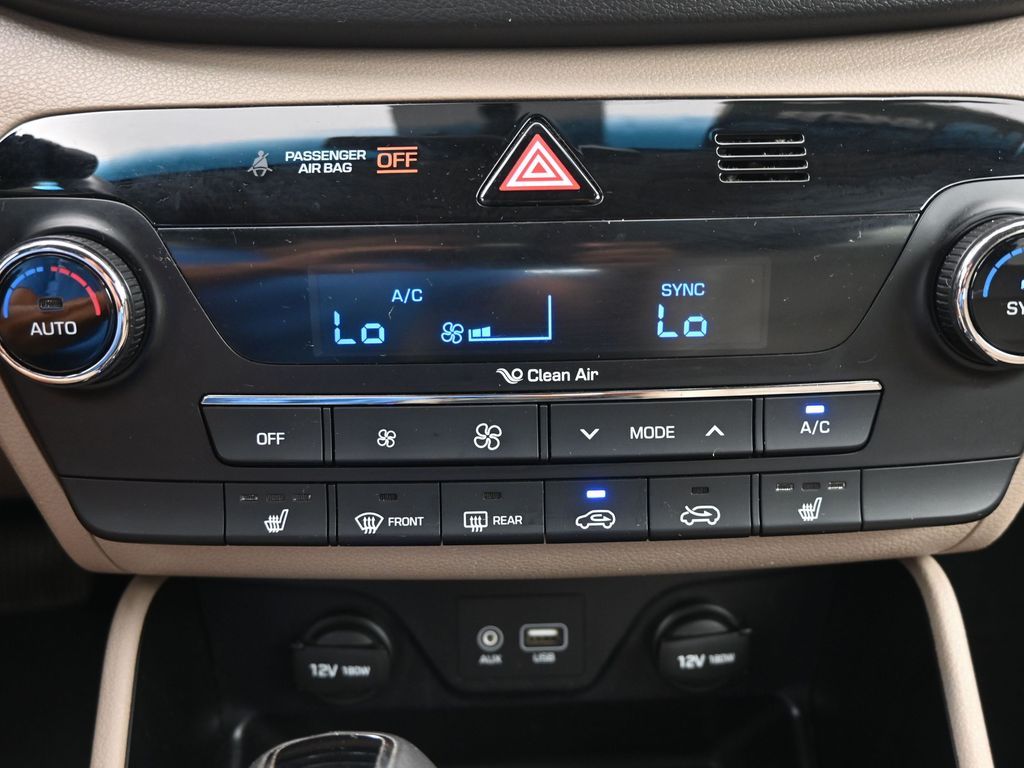 PASSENGER
AIR BAG OFF
A/C
Lo
SYNC
Lo
AUTO
Clean Air
OFF
MODE
A/C
FRONT
REAR
12V 180W
AUX
USB
12V 180W